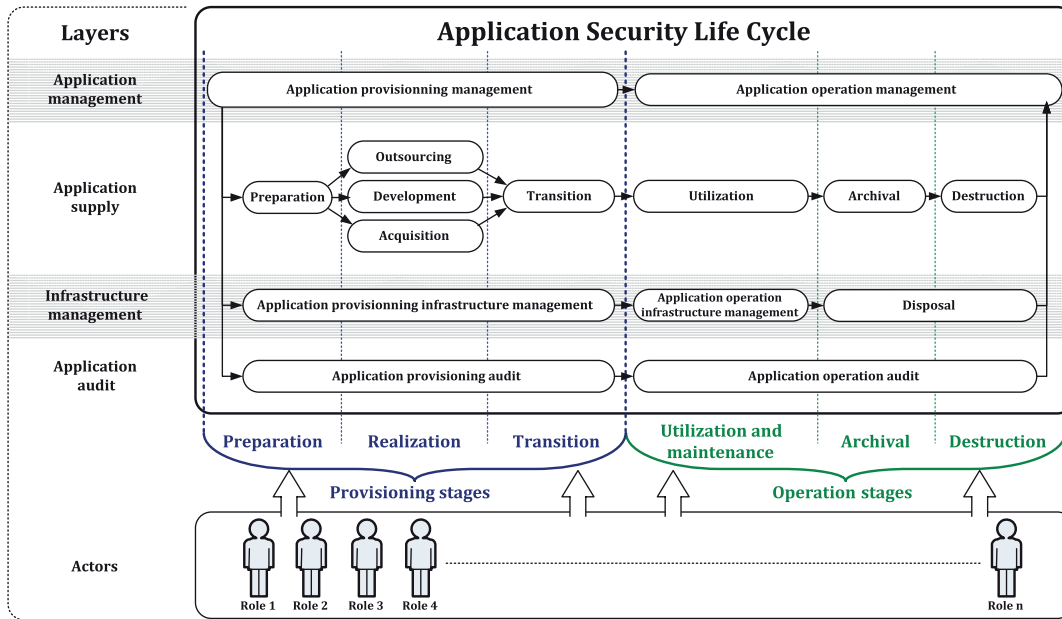 Layers
Application Security Life Cycle
Application
management
Application provisionning management
Application operation management
Application
supply
Preparation
Outsourcing
Development
Acquisition
Transition
Utilization
Archival
Destruction
Infrastructure
management
Application provisionning infrastructure management
Application operation
infrastructure management
Disposal
Application
audit
Application provisioning audit
Application operation audit
Preparation
Realization
Transition
Utilization and
maintenance
Archival
Destruction
Provisioning stages
Operation stages
Actors
Role 1
Role 2
Role 3
Role 4
Role n